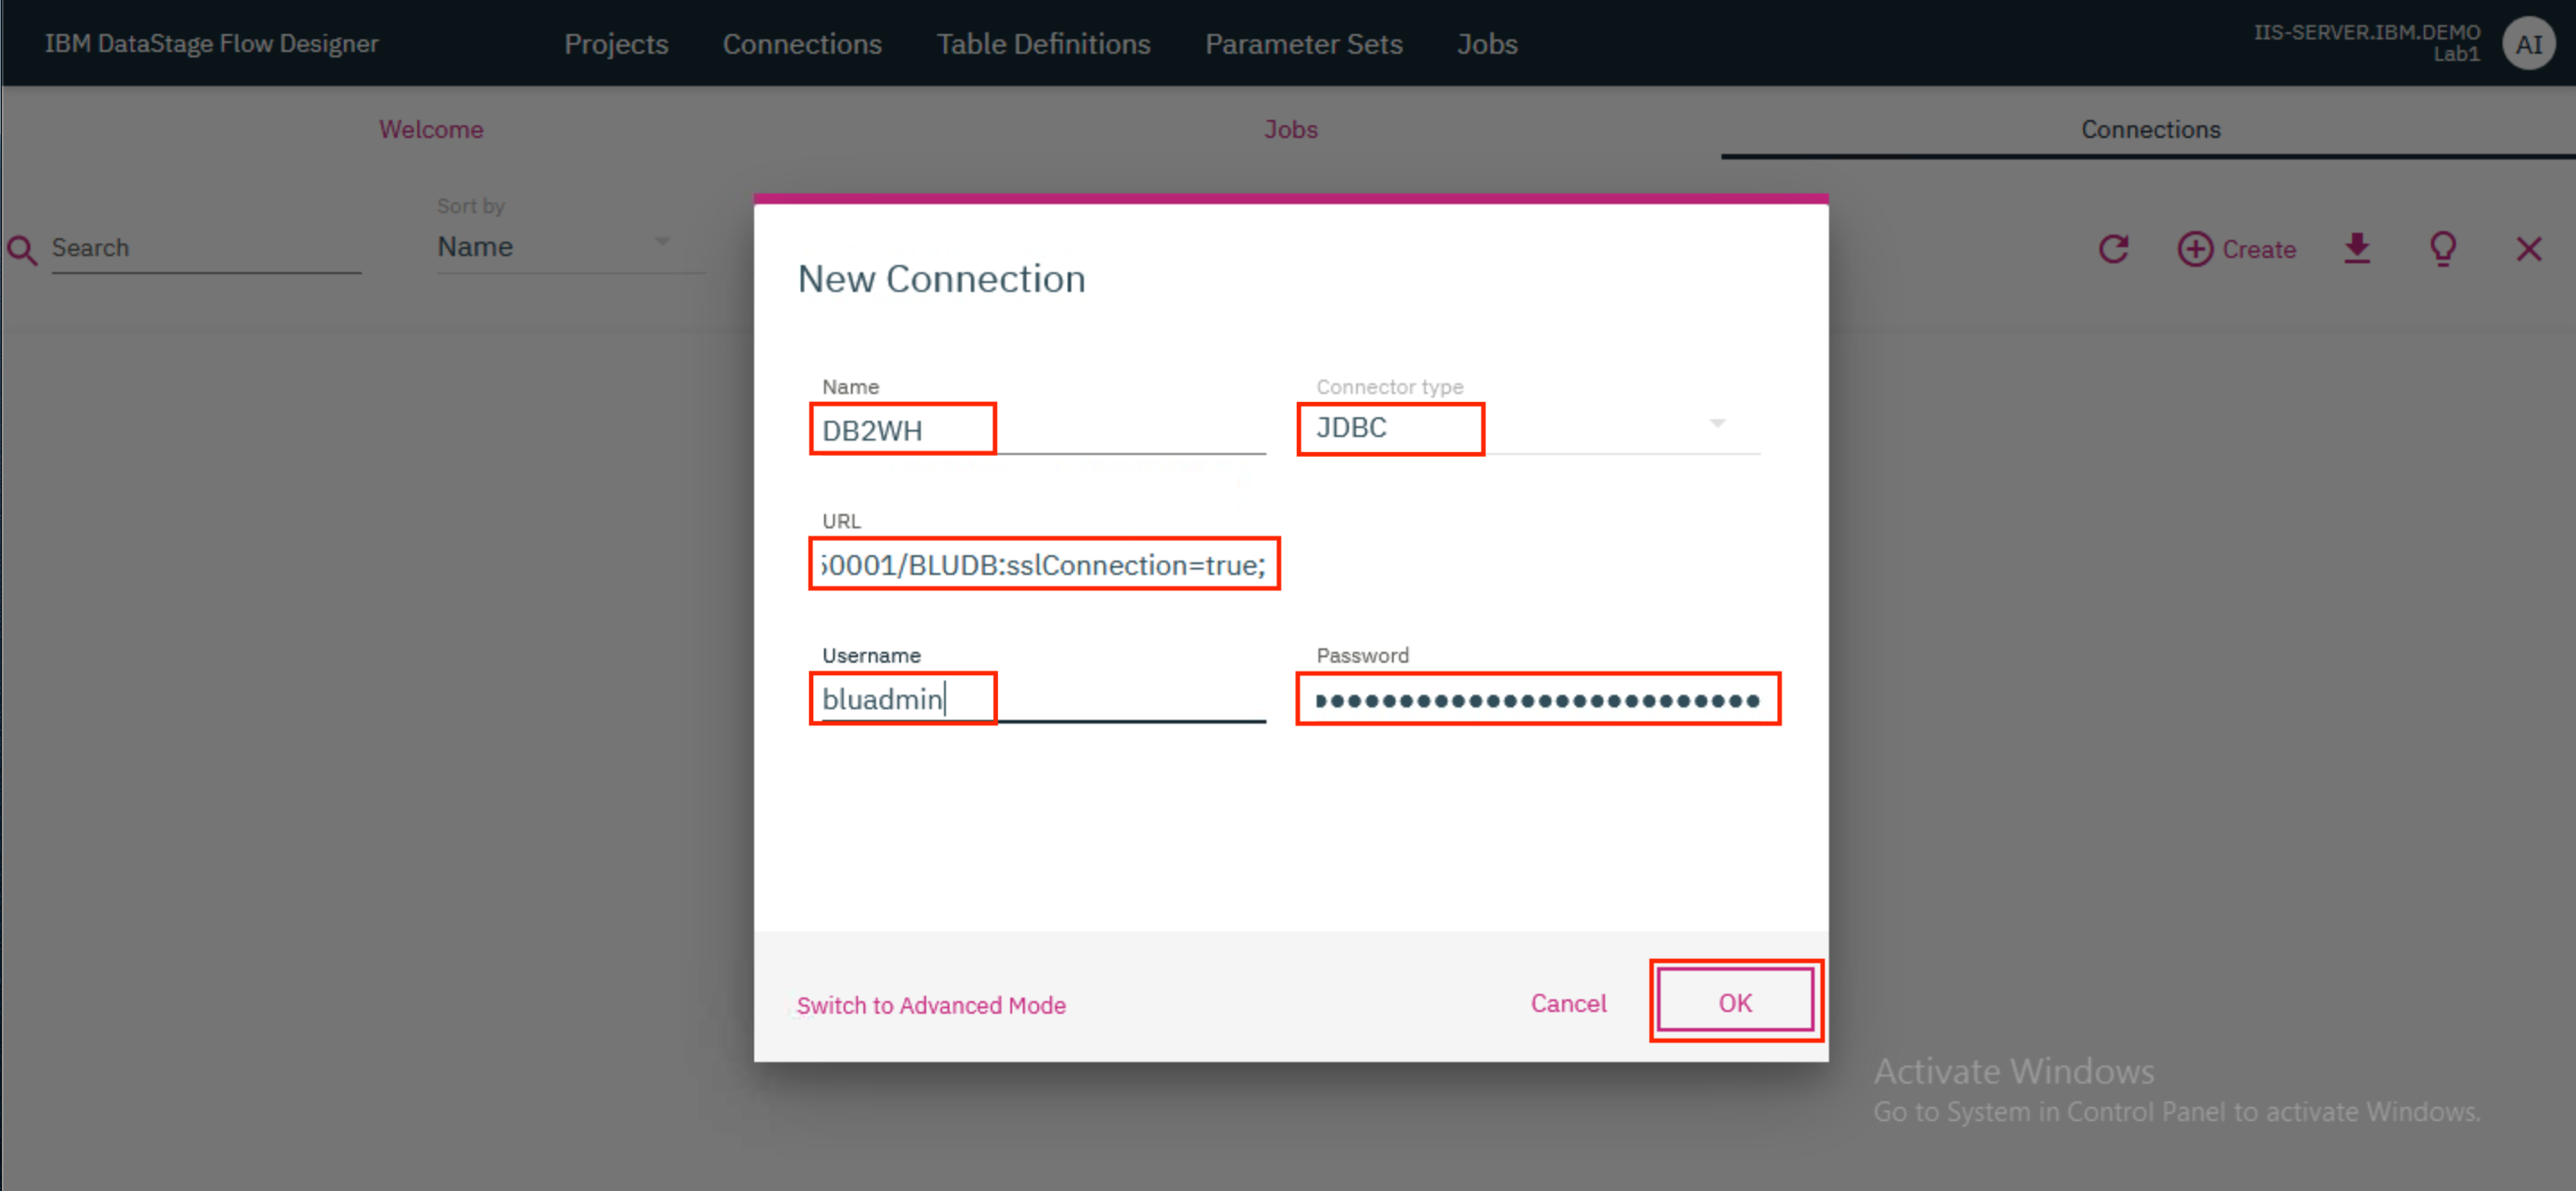 IBM DataStage Flow Designer Projects Connections Table Definitions Parameter Sets Jobs IIS-SERVER.IBM.DEMO
Lab1 AI
Welcome Jobs Connections
Sort by
Search Name Create
New Connection
Name Connector type
DB2WH JDBC
URL
0001/BLUDB:sslConnection=true;
Username Password
bluadmin
Switch to Advanced Mode Cancel OK
Activate Windows
Go to System in Control Panel to activate Windows.